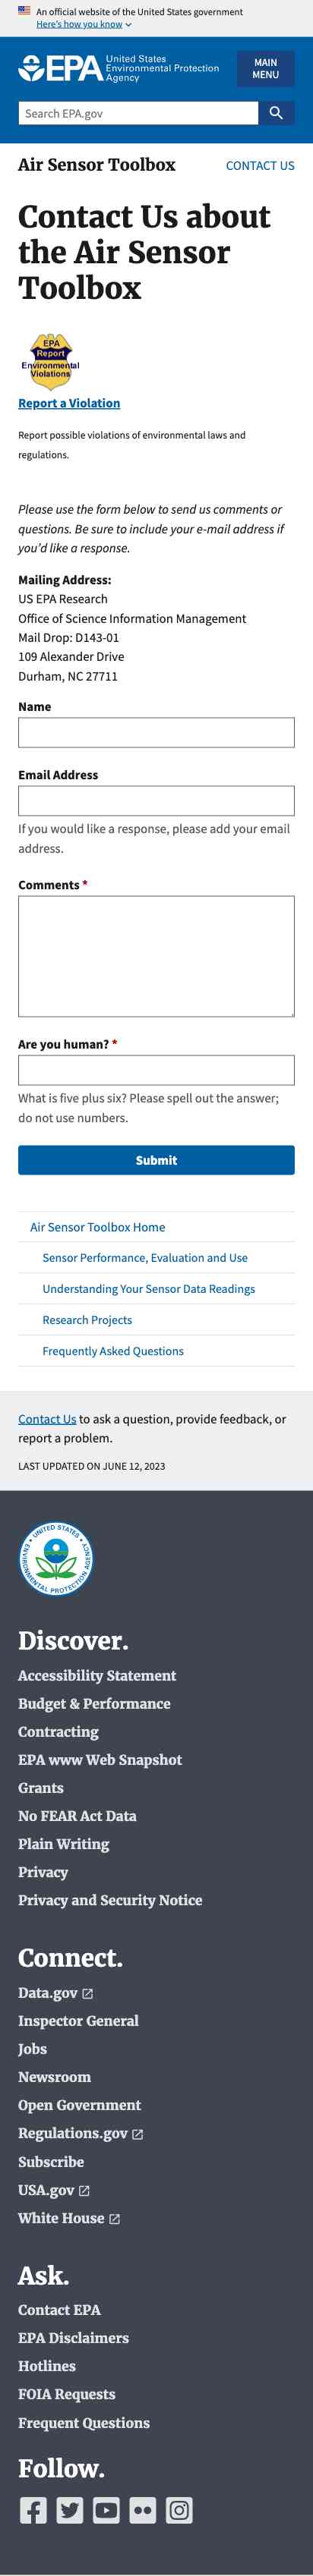 An official website of the United States government
Here's how you know
EPA
United States
Environmental Protection
Agency
MAIN
MENU
Search EPA.gov
Air Sensor Toolbox
CONTACT US
Contact Us about
the Air Sensor
Toolbox
EPA
Report
Environmental
Violations
Report a Violation
Report possible violations of environmental laws and
regulations.
Please use the form below to send us comments or
questions. Be sure to include your e-mail address if
you'd like a response.
Mailing Address:
US EPA Research
Office of Science Information Management
Mail Drop: D143-01
109 Alexander Drive
Durham, NC 27711
Name
Email Address
If you would like a response, please add your email
address.
Comments *
Are you human? *
What is five plus six? Please spell out the answer;
do not use numbers.
Submit
Air Sensor Toolbox Home
Sensor Performance, Evaluation and Use
Understanding Your Sensor Data Readings
Research Projects
Frequently Asked Questions
Contact Us to ask a question, provide feedback, or
report a problem.
LAST UPDATED ON JUNE 12, 2023
UNITED STATES
ENVIRONMENTAL PROTECTION AGENCY
Discover.
Accessibility Statement
Budget & Performance
Contracting
EPA www Web Snapshot
Grants
No FEAR Act Data
Plain Writing
Privacy
Privacy and Security Notice
Connect.
Data.gov
Inspector General
Jobs
Newsroom
Open Government
Regulations.gov
Subscribe
USA.gov
White House
Ask.
Contact EPA
EPA Disclaimers
Hotlines
FOIA Requests
Frequent Questions
Follow.